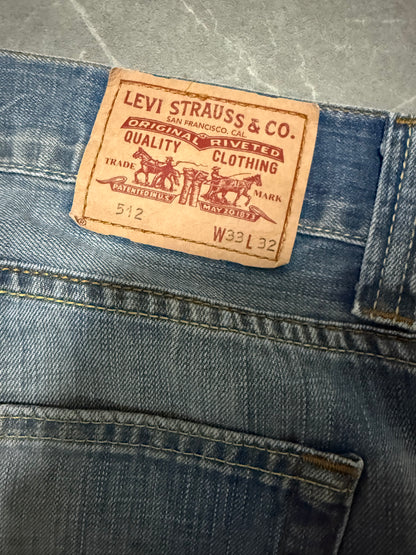 LEVI STRAUSS & CO.
SAN FRANCISCO, CAL.
ORIGINAL RIVETED
QUALITY CLOTHING
TRADE MARK
PATENTED IN U.S. MAY 20 1873
512 W33 L32